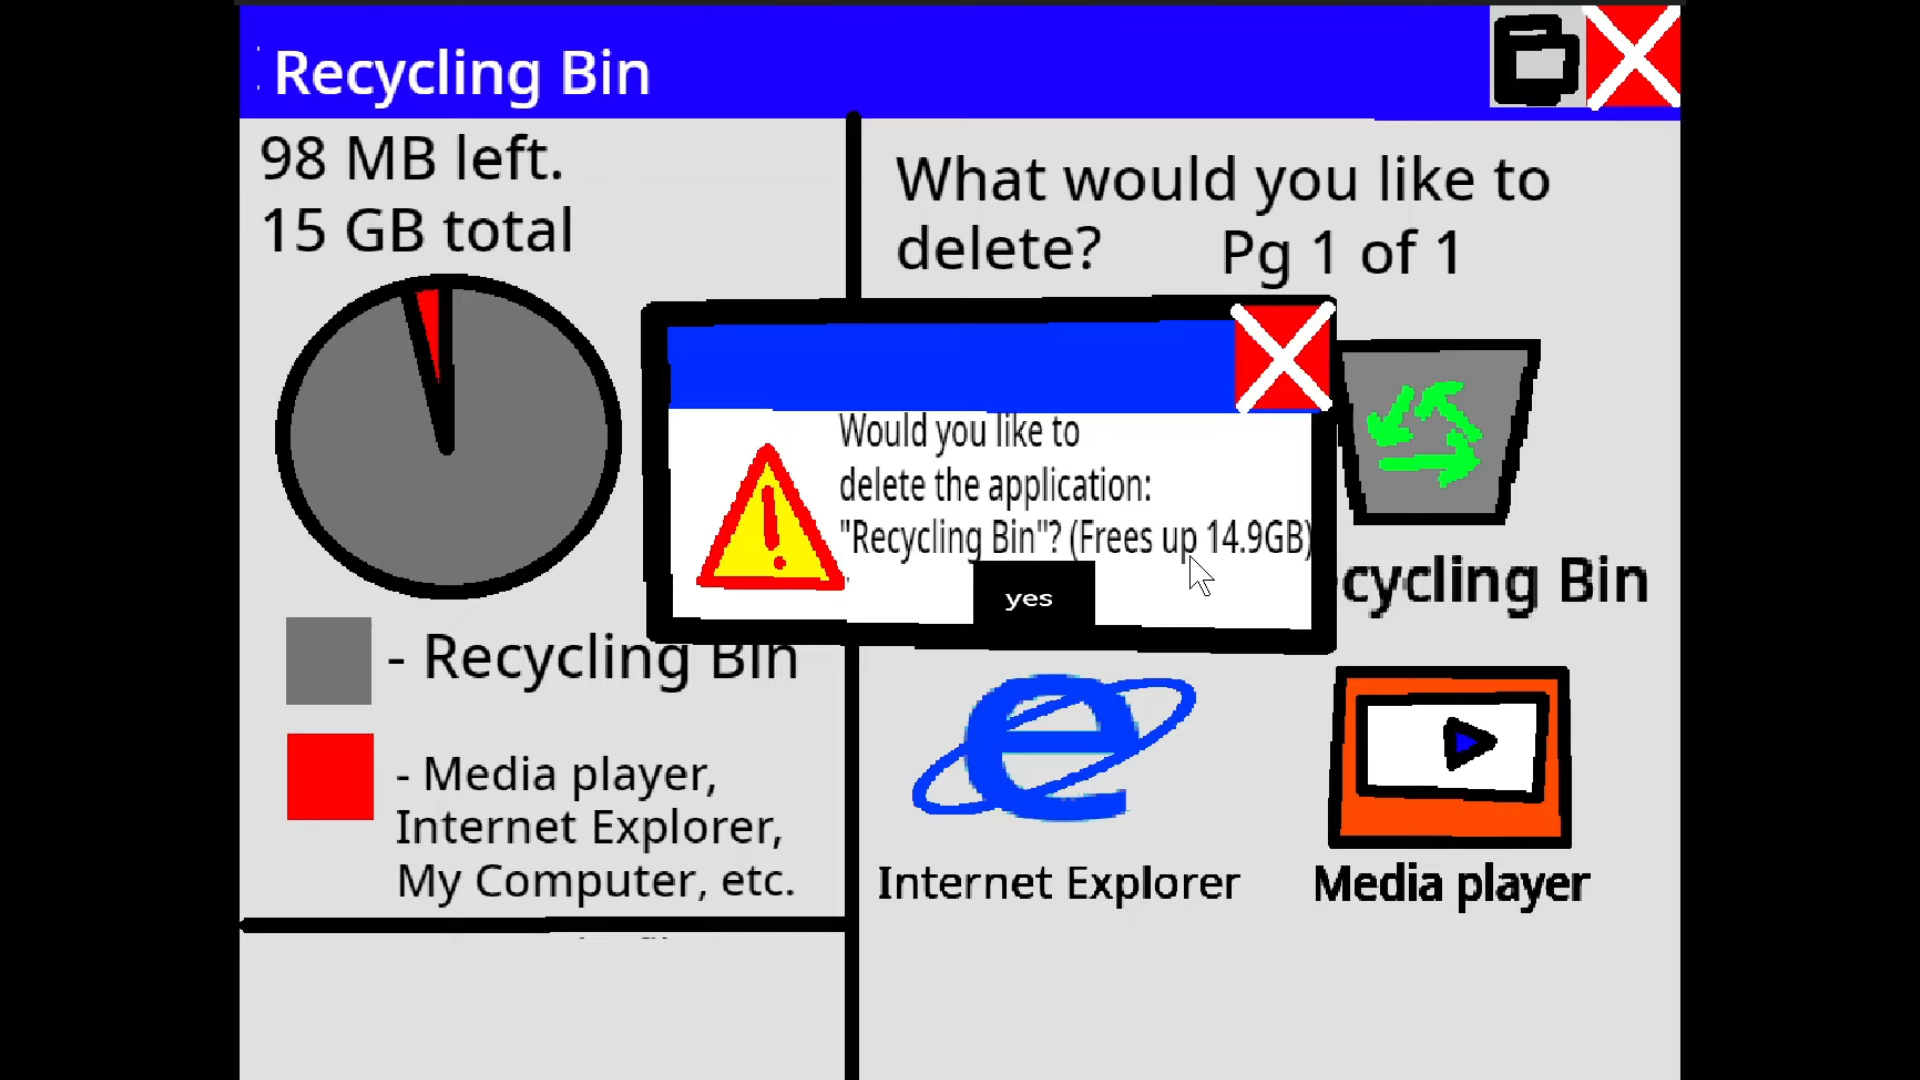 Recycling Bin
98 MB left.
15 GB total
What would you like to
delete?
Pg 1 of 1
Would you like to
delete the application:
"Recycling Bin"? (Frees up 14.9GB)
yes
cycling Bin
- Recycling Bin
- Media player,
Internet Explorer,
My Computer, etc.
Internet Explorer
Media player